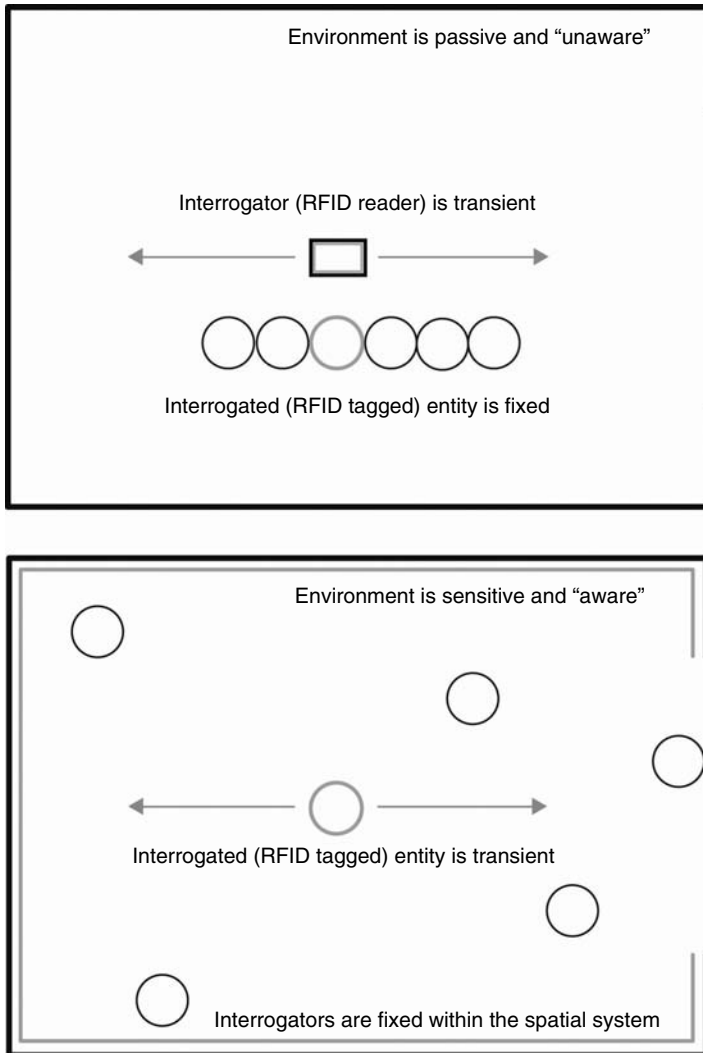 Environment is passive and “unaware”
Interrogator (RFID reader) is transient
Interrogated (RFID tagged) entity is fixed
Environment is sensitive and “aware”
Interrogated (RFID tagged) entity is transient
Interrogators are fixed within the spatial system